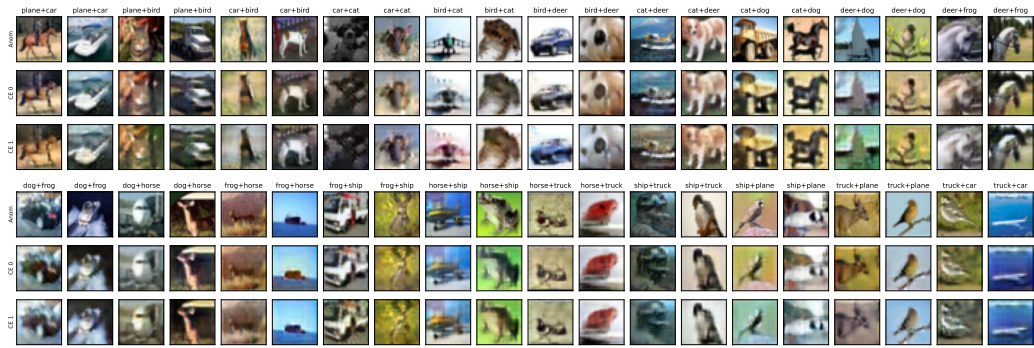 plane+car plane+car plane+bird plane+bird car+bird car+bird car+cat car+cat bird+cat bird+cat bird+deer bird+deer cat+deer cat+deer cat+dog cat+dog deer+dog deer+dog deer+frog deer+frog
Anom
CE 0
CE 1
dog+frog dog+frog dog+horse dog+horse frog+horse frog+horse frog+ship frog+ship horse+ship horse+ship horse+truck horse+truck ship+truck ship+truck ship+plane ship+plane truck+plane truck+plane truck+car truck+car
Anom
CE 0
CE 1